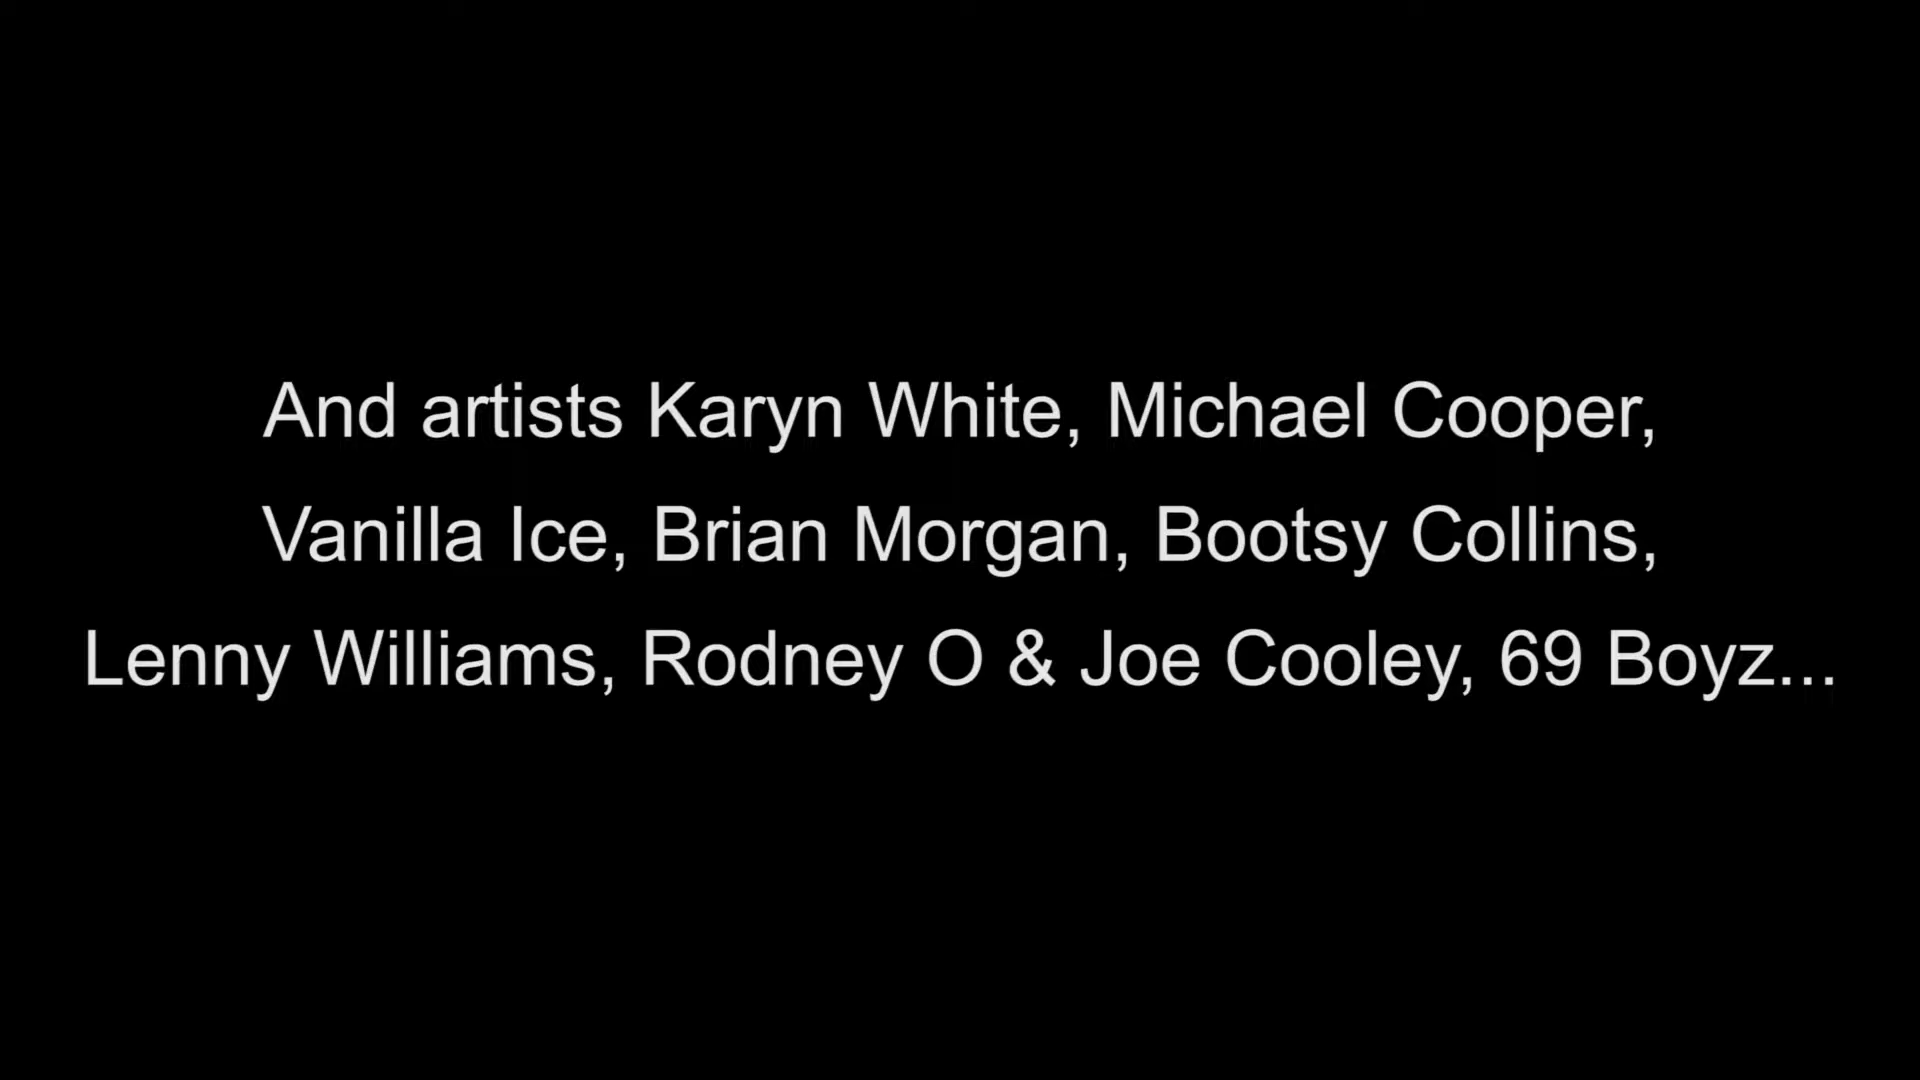 And artists Karyn White, Michael Cooper,
Vanilla Ice, Brian Morgan, Bootsy Collins,
Lenny Williams, Rodney O & Joe Cooley, 69 Boyz...